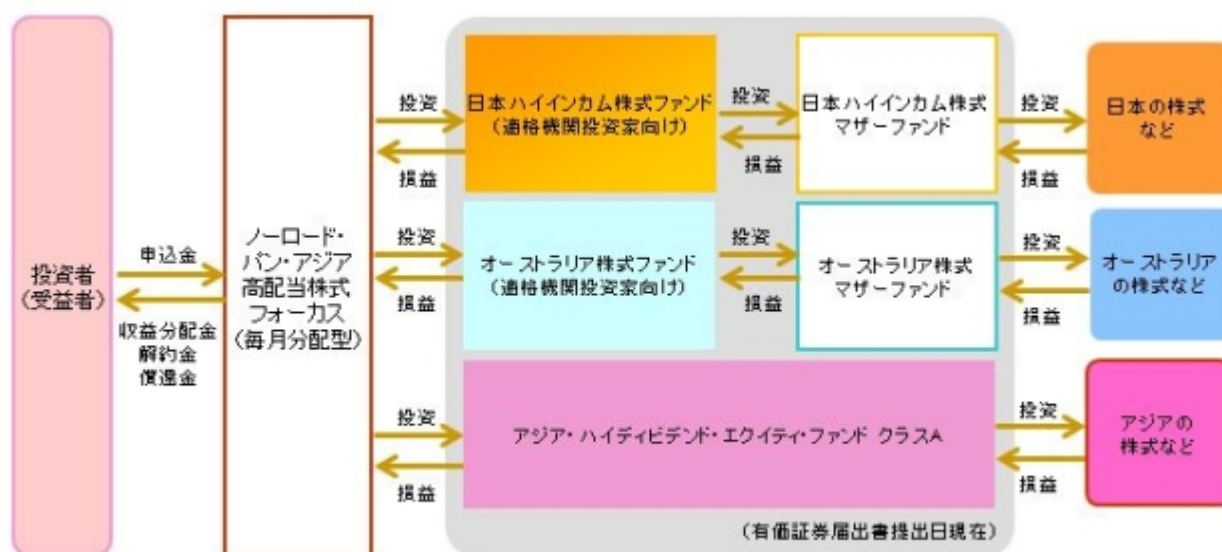 投資者
(受益者)
申込金
収益分配金
解約金
償還金
ノーロード・
パン・アジア
高配当株式
フォーカス
(毎月分配型)
投資
損益
日本ハイインカム株式ファンド
(適格機関投資家向け)
投資
損益
日本ハイインカム株式
マザーファンド
投資
損益
日本の株式
など
投資
損益
オーストラリア株式ファンド
(適格機関投資家向け)
投資
損益
オーストラリア株式
マザーファンド
投資
損益
オーストラリア
の株式など
投資
損益
アジア・ハイディビデンド・エクイティ・ファンド クラスA
投資
損益
アジアの
株式など
(有価証券届出書提出日現在)